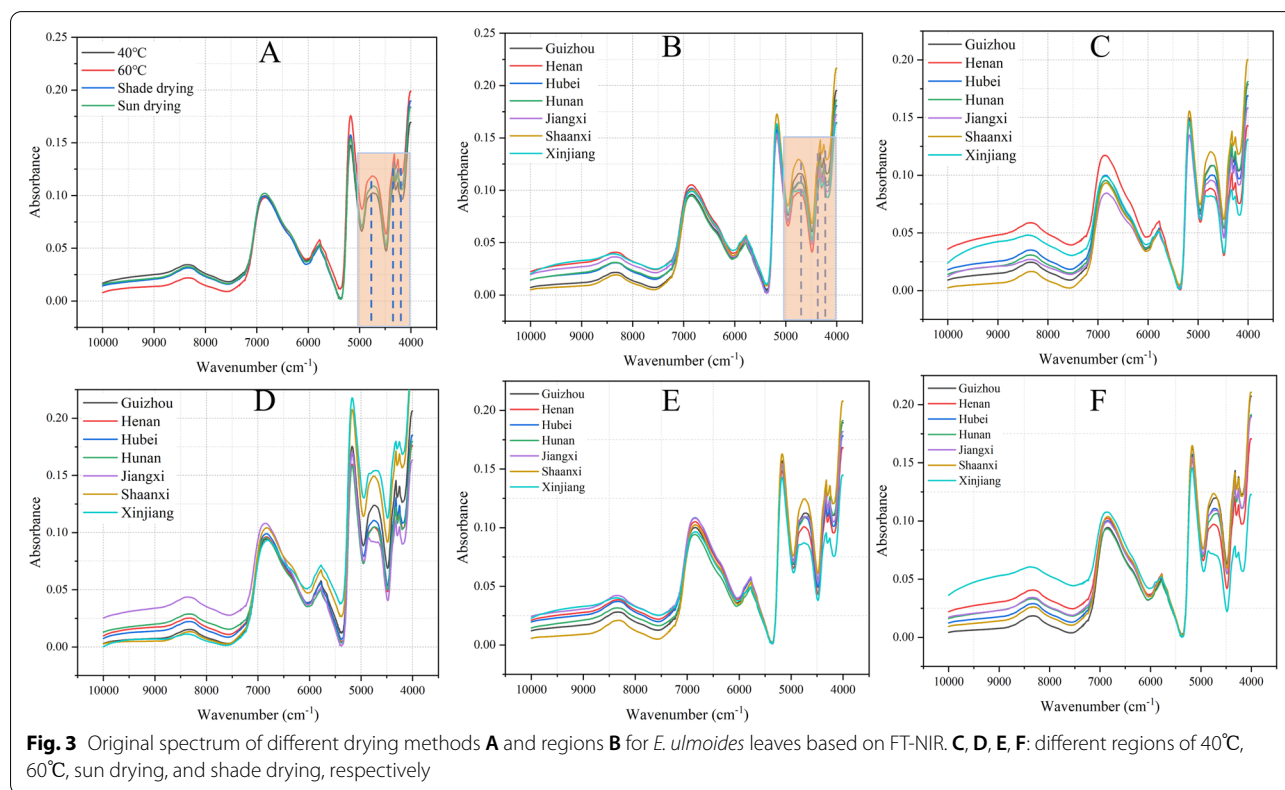 A
0.25
0.20
0.15
0.10
0.05
0.00
Absorbance
40℃
60℃
Shade drying
Sun drying
10000 9000 8000 7000 6000 5000 4000
Wavenumber (cm⁻¹)
B
0.25
0.20
0.15
0.10
0.05
0.00
Absorbance
Guizhou
Henan
Hubei
Hunan
Jiangxi
Shaanxi
Xinjiang
10000 9000 8000 7000 6000 5000 4000
Wavenumber (cm⁻¹)
C
0.20
0.15
0.10
0.05
0.00
Absorbance
Guizhou
Henan
Hubei
Hunan
Jiangxi
Shaanxi
Xinjiang
10000 9000 8000 7000 6000 5000 4000
Wavenumber (cm⁻¹)
D
0.20
0.15
0.10
0.05
0.00
Absorbance
Guizhou
Henan
Hubei
Hunan
Jiangxi
Shaanxi
Xinjiang
10000 9000 8000 7000 6000 5000 4000
Wavenumber (cm⁻¹)
E
0.20
0.15
0.10
0.05
0.00
Absorbance
Guizhou
Henan
Hubei
Hunan
Jiangxi
Shaanxi
Xinjiang
10000 9000 8000 7000 6000 5000 4000
Wavenumber (cm⁻¹)
F
0.20
0.15
0.10
0.05
0.00
Absorbance
Guizhou
Henan
Hubei
Hunan
Jiangxi
Shaanxi
Xinjiang
10000 9000 8000 7000 6000 5000 4000
Wavenumber (cm⁻¹)
Fig. 3 Original spectrum of different drying methods A and regions B for E. ulmoides leaves based on FT-NIR. C, D, E, F: different regions of 40℃,
60℃, sun drying, and shade drying, respectively